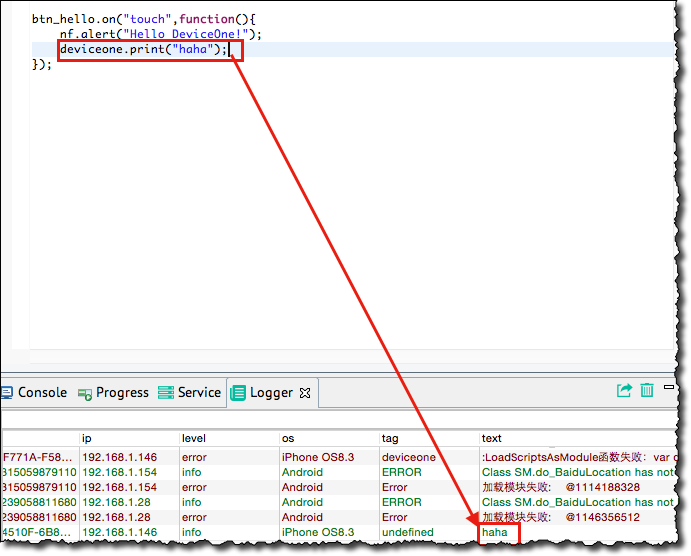 btn_hello.on("touch",function(){
nf.alert("Hello DeviceOne!");
deviceone.print("haha");
});
Console Progress Service Logger
ip level os tag text
F771A-F58... 192.168.1.146 error iPhone OS8.3 deviceone :LoadScriptsAsModule函数失败: var
315059879110 192.168.1.154 info Android ERROR Class SM.do_BaiduLocation has not
315059879110 192.168.1.154 error Android Error 加载模块失败: @1114188328
239058811680 192.168.1.28 info Android ERROR Class SM.do_BaiduLocation has not
239058811680 192.168.1.28 error Android Error 加载模块失败: @1146356512
4510F-6B8... 192.168.1.146 info iPhone OS8.3 undefined haha